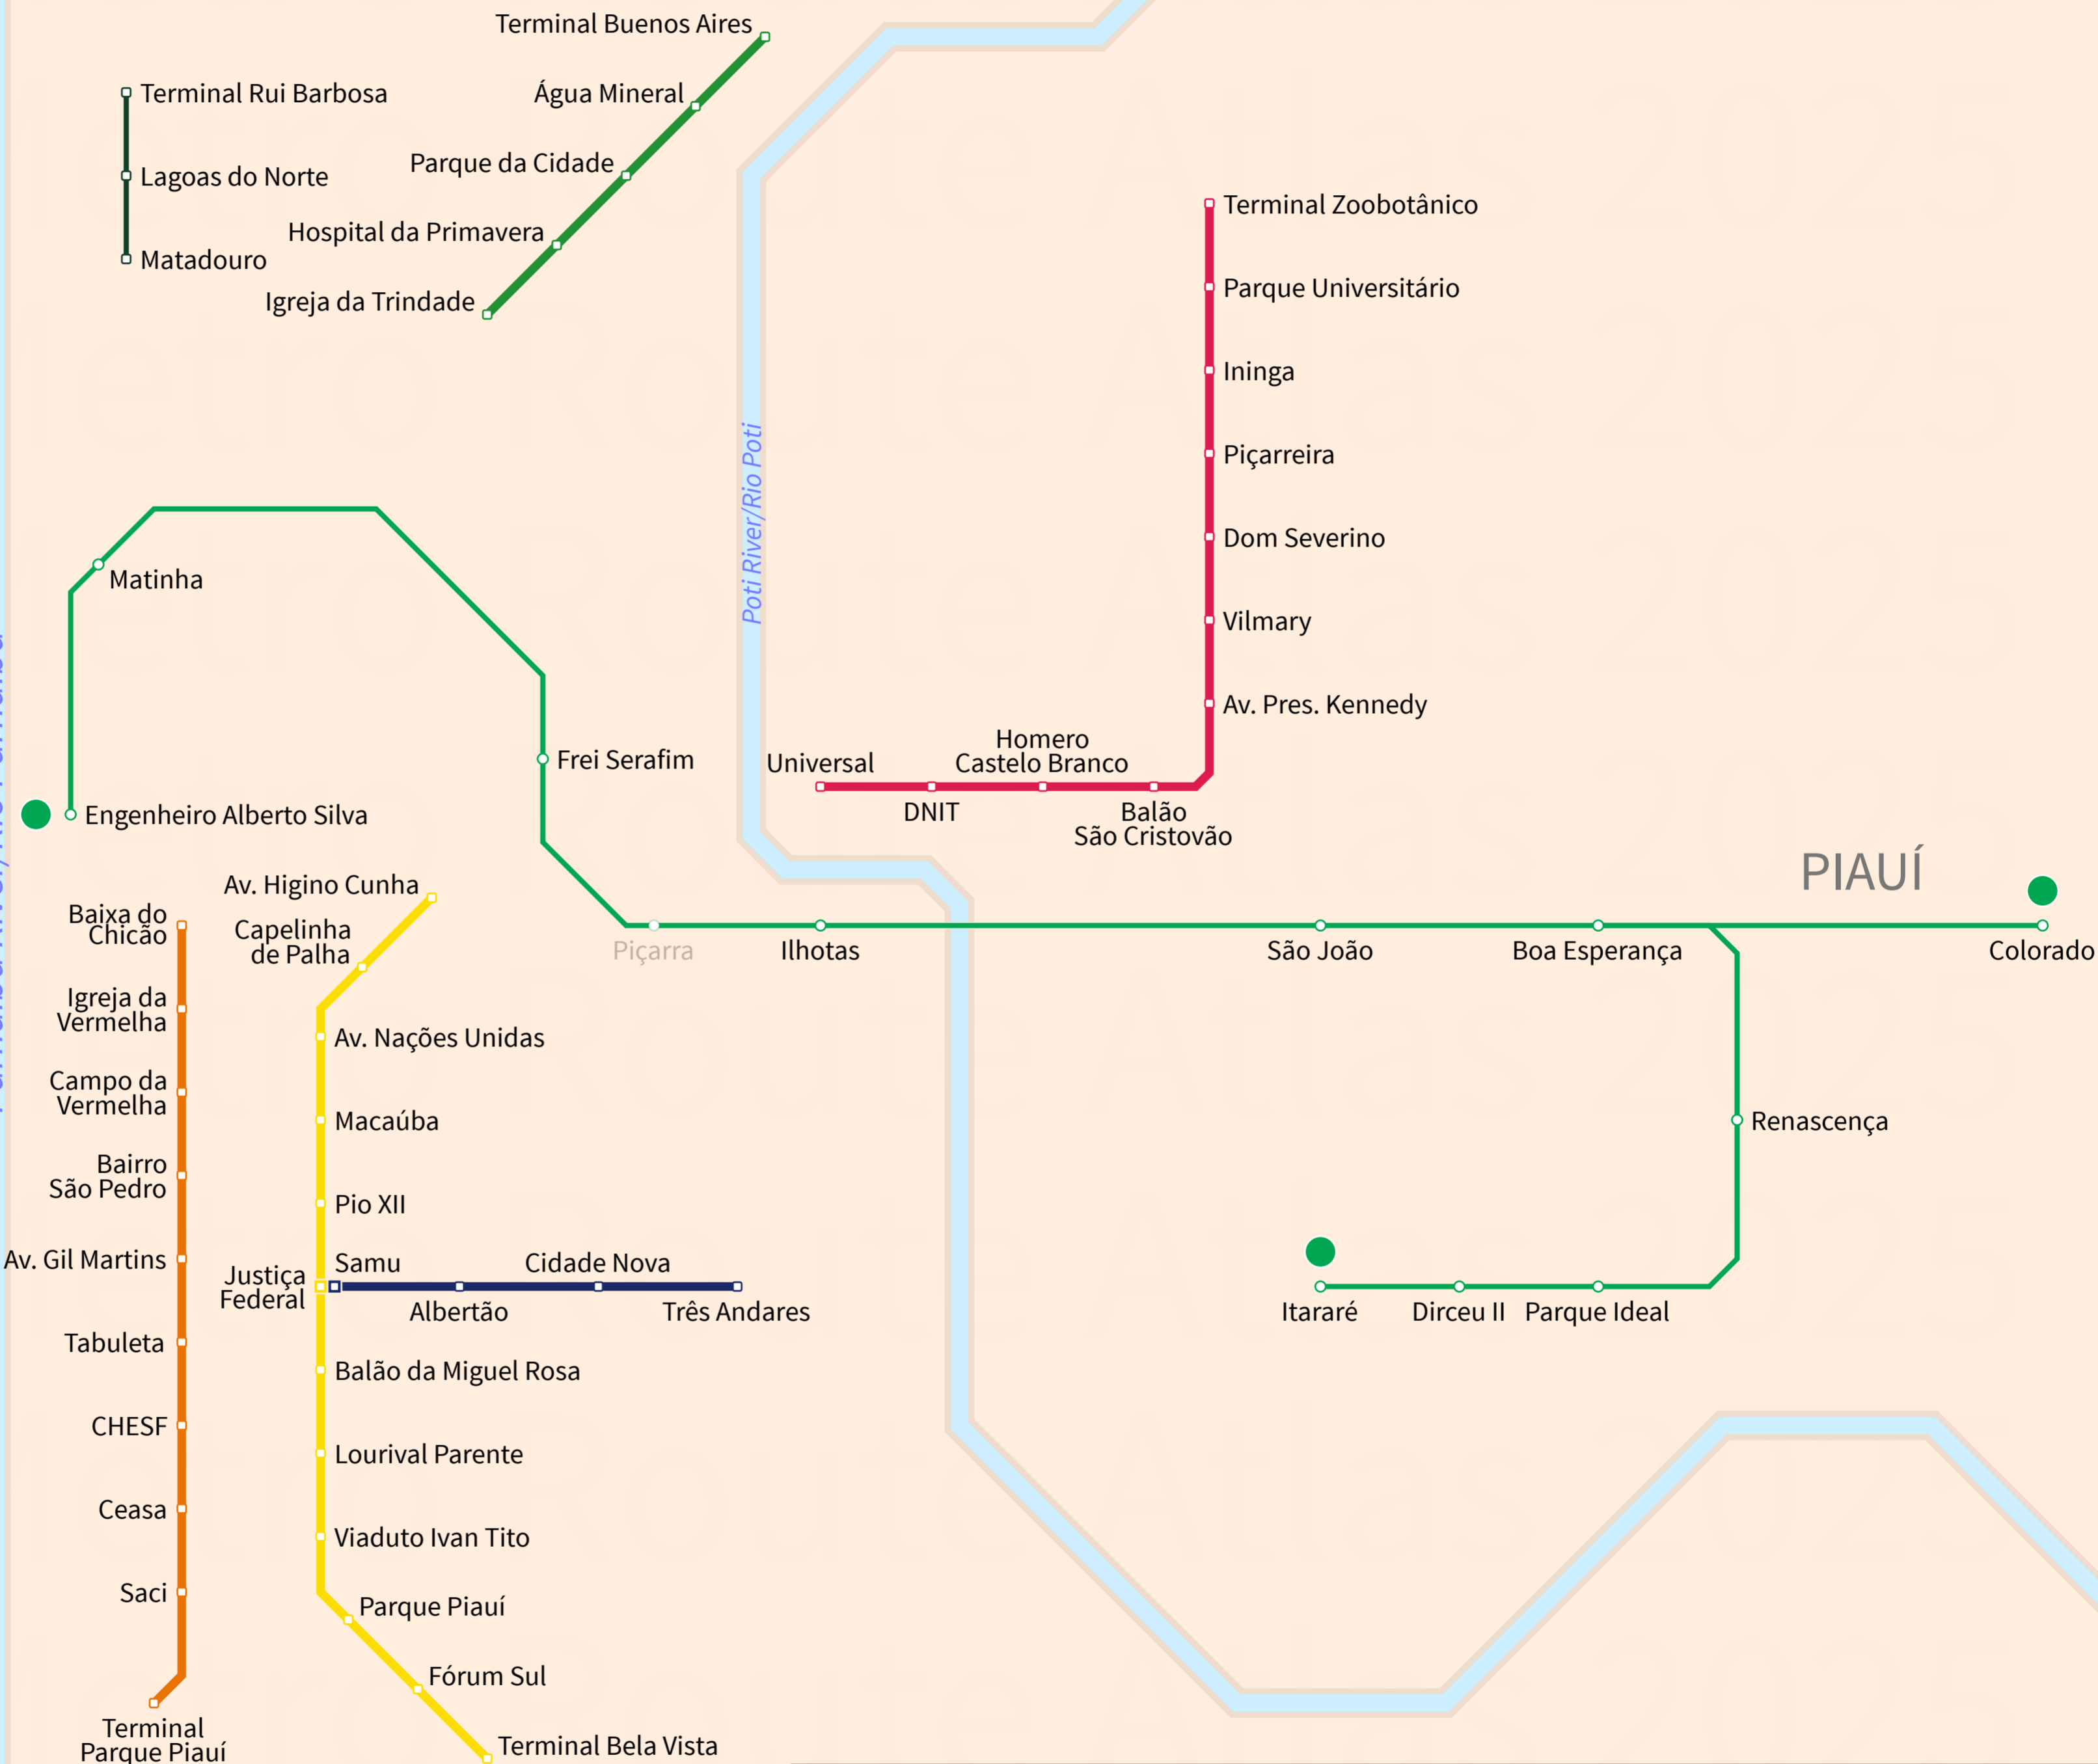 Terminal Buenos Aires
Terminal Rui Barbosa
Água Mineral
Parque da Cidade
Lagoas do Norte
Terminal Zoobotânico
Hospital da Primavera
Matadouro
Parque Universitário
Igreja da Trindade
Ininga
Piçarreira
Poti River/Rio Poti
Dom Severino
Matinha
Vilmary
Av. Pres. Kennedy
Homero
Castelo Branco
Frei Serafim
Universal
DNIT
Balão
São Cristovão
Engenheiro Alberto Silva
PIAUÍ
Av. Higino Cunha
Baixa do
Chicão
Capelinha
de Palha
Piçarra
Ilhotas
São João
Boa Esperança
Colorado
Igreja da
Vermelha
Av. Nações Unidas
Campo da
Vermelha
Macaúba
Renascença
Bairro
São Pedro
Pio XII
Av. Gil Martins
Samu
Cidade Nova
Justiça
Federal
Albertão
Três Andares
Itararé
Dirceu II
Parque Ideal
Tabuleta
Balão da Miguel Rosa
CHESF
Lourival Parente
Ceasa
Viaduto Ivan Tito
Saci
Parque Piauí
Fórum Sul
Terminal
Parque Piauí
Terminal Bela Vista